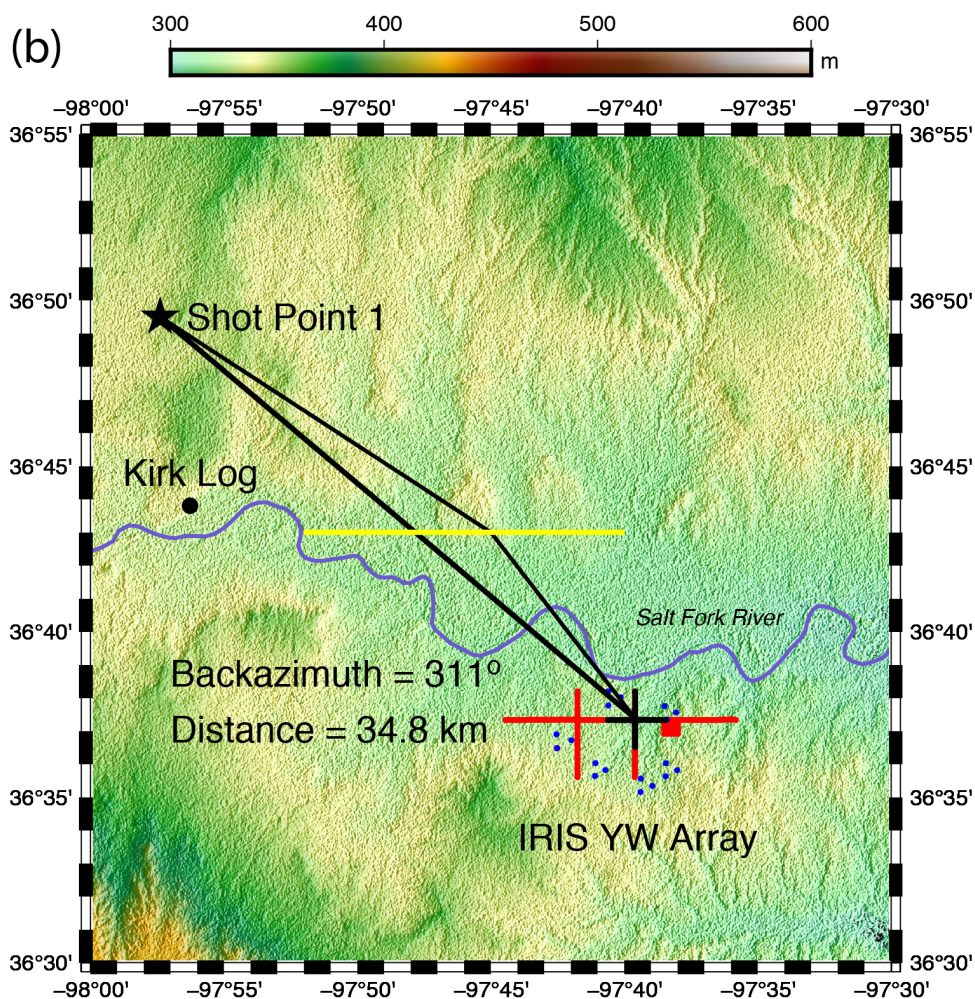 (b)
300 400 500 600
m
–98°00' –97°55' –97°50' –97°45' –97°40' –97°35' –97°30'
36°55' 36°55'
36°50' 36°50'
Shot Point 1
36°45' 36°45'
Kirk Log
36°40' 36°40'
Salt Fork River
Backazimuth = 311º
Distance = 34.8 km
36°35' 36°35'
IRIS YW Array
36°30' 36°30'
–98°00' –97°55' –97°50' –97°45' –97°40' –97°35' –97°30'